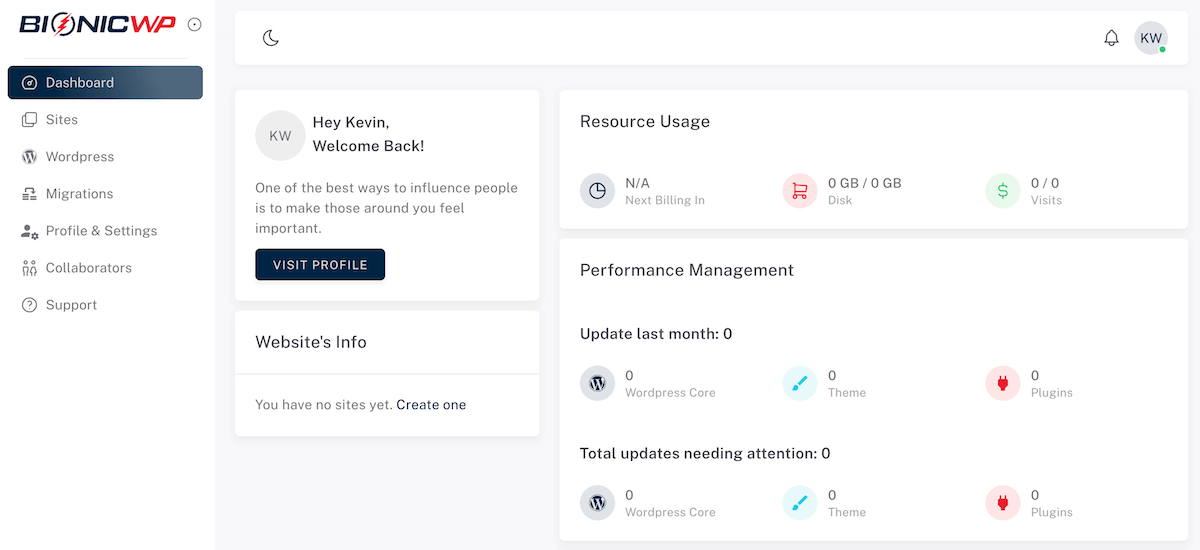 BIONICWP
Dashboard
Sites
Wordpress
Migrations
Profile & Settings
Collaborators
Support
KW
KW
Hey Kevin,
Welcome Back!
One of the best ways to influence people
is to make those around you feel
important.
VISIT PROFILE
Website's Info
You have no sites yet. Create one
Resource Usage
N/A
Next Billing In
0 GB / 0 GB
Disk
$
0 / 0
Visits
Performance Management
Update last month: 0
0
Wordpress Core
0
Theme
0
Plugins
Total updates needing attention: 0
0
Wordpress Core
0
Theme
0
Plugins